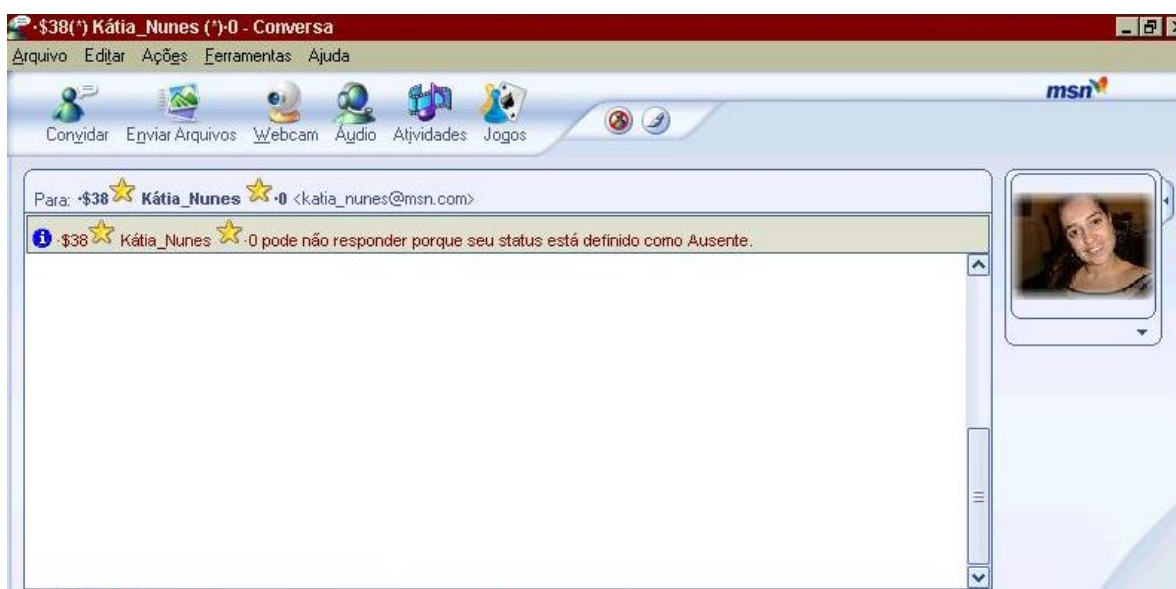 ·$38(*) Kátia_Nunes (*)·0 - Conversa
Arquivo Editar Ações Ferramentas Ajuda
msn
Convidar Enviar Arquivos Webcam Áudio Atividades Jogos
Para: ·$38 Kátia_Nunes ·0 <katia_nunes@msn.com>
·$38 Kátia_Nunes ·0 pode não responder porque seu status está definido como Ausente.